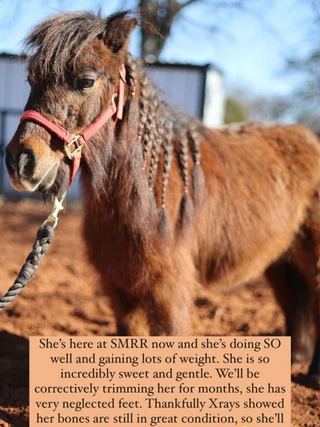 She's here at SMRR now and she's doing SO
well and gaining lots of weight. She is so
incredibly sweet and gentle. We'll be
correctively trimming her for months, she has
very neglected feet. Thankfully Xrays showed
her bones are still in great condition, so she'll